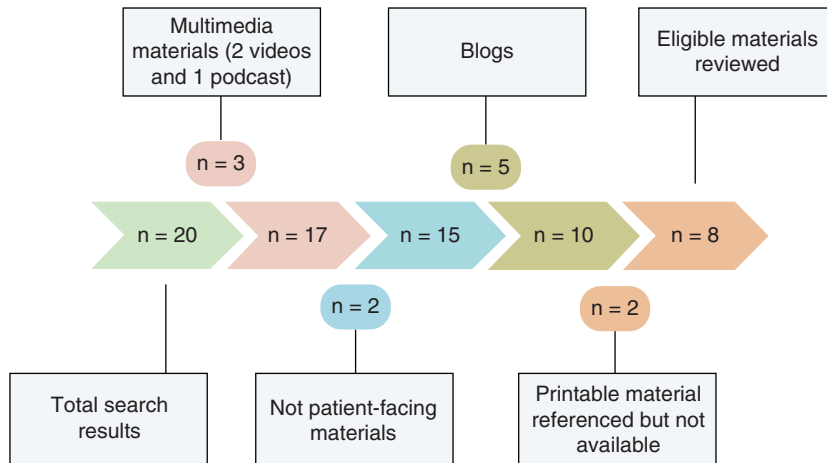 Multimedia
materials (2 videos
and 1 podcast)
Blogs
Eligible materials
reviewed
n = 3
n = 5
n = 20
n = 17
n = 15
n = 10
n = 8
n = 2
n = 2
Total search
results
Not patient-facing
materials
Printable material
referenced but not
available